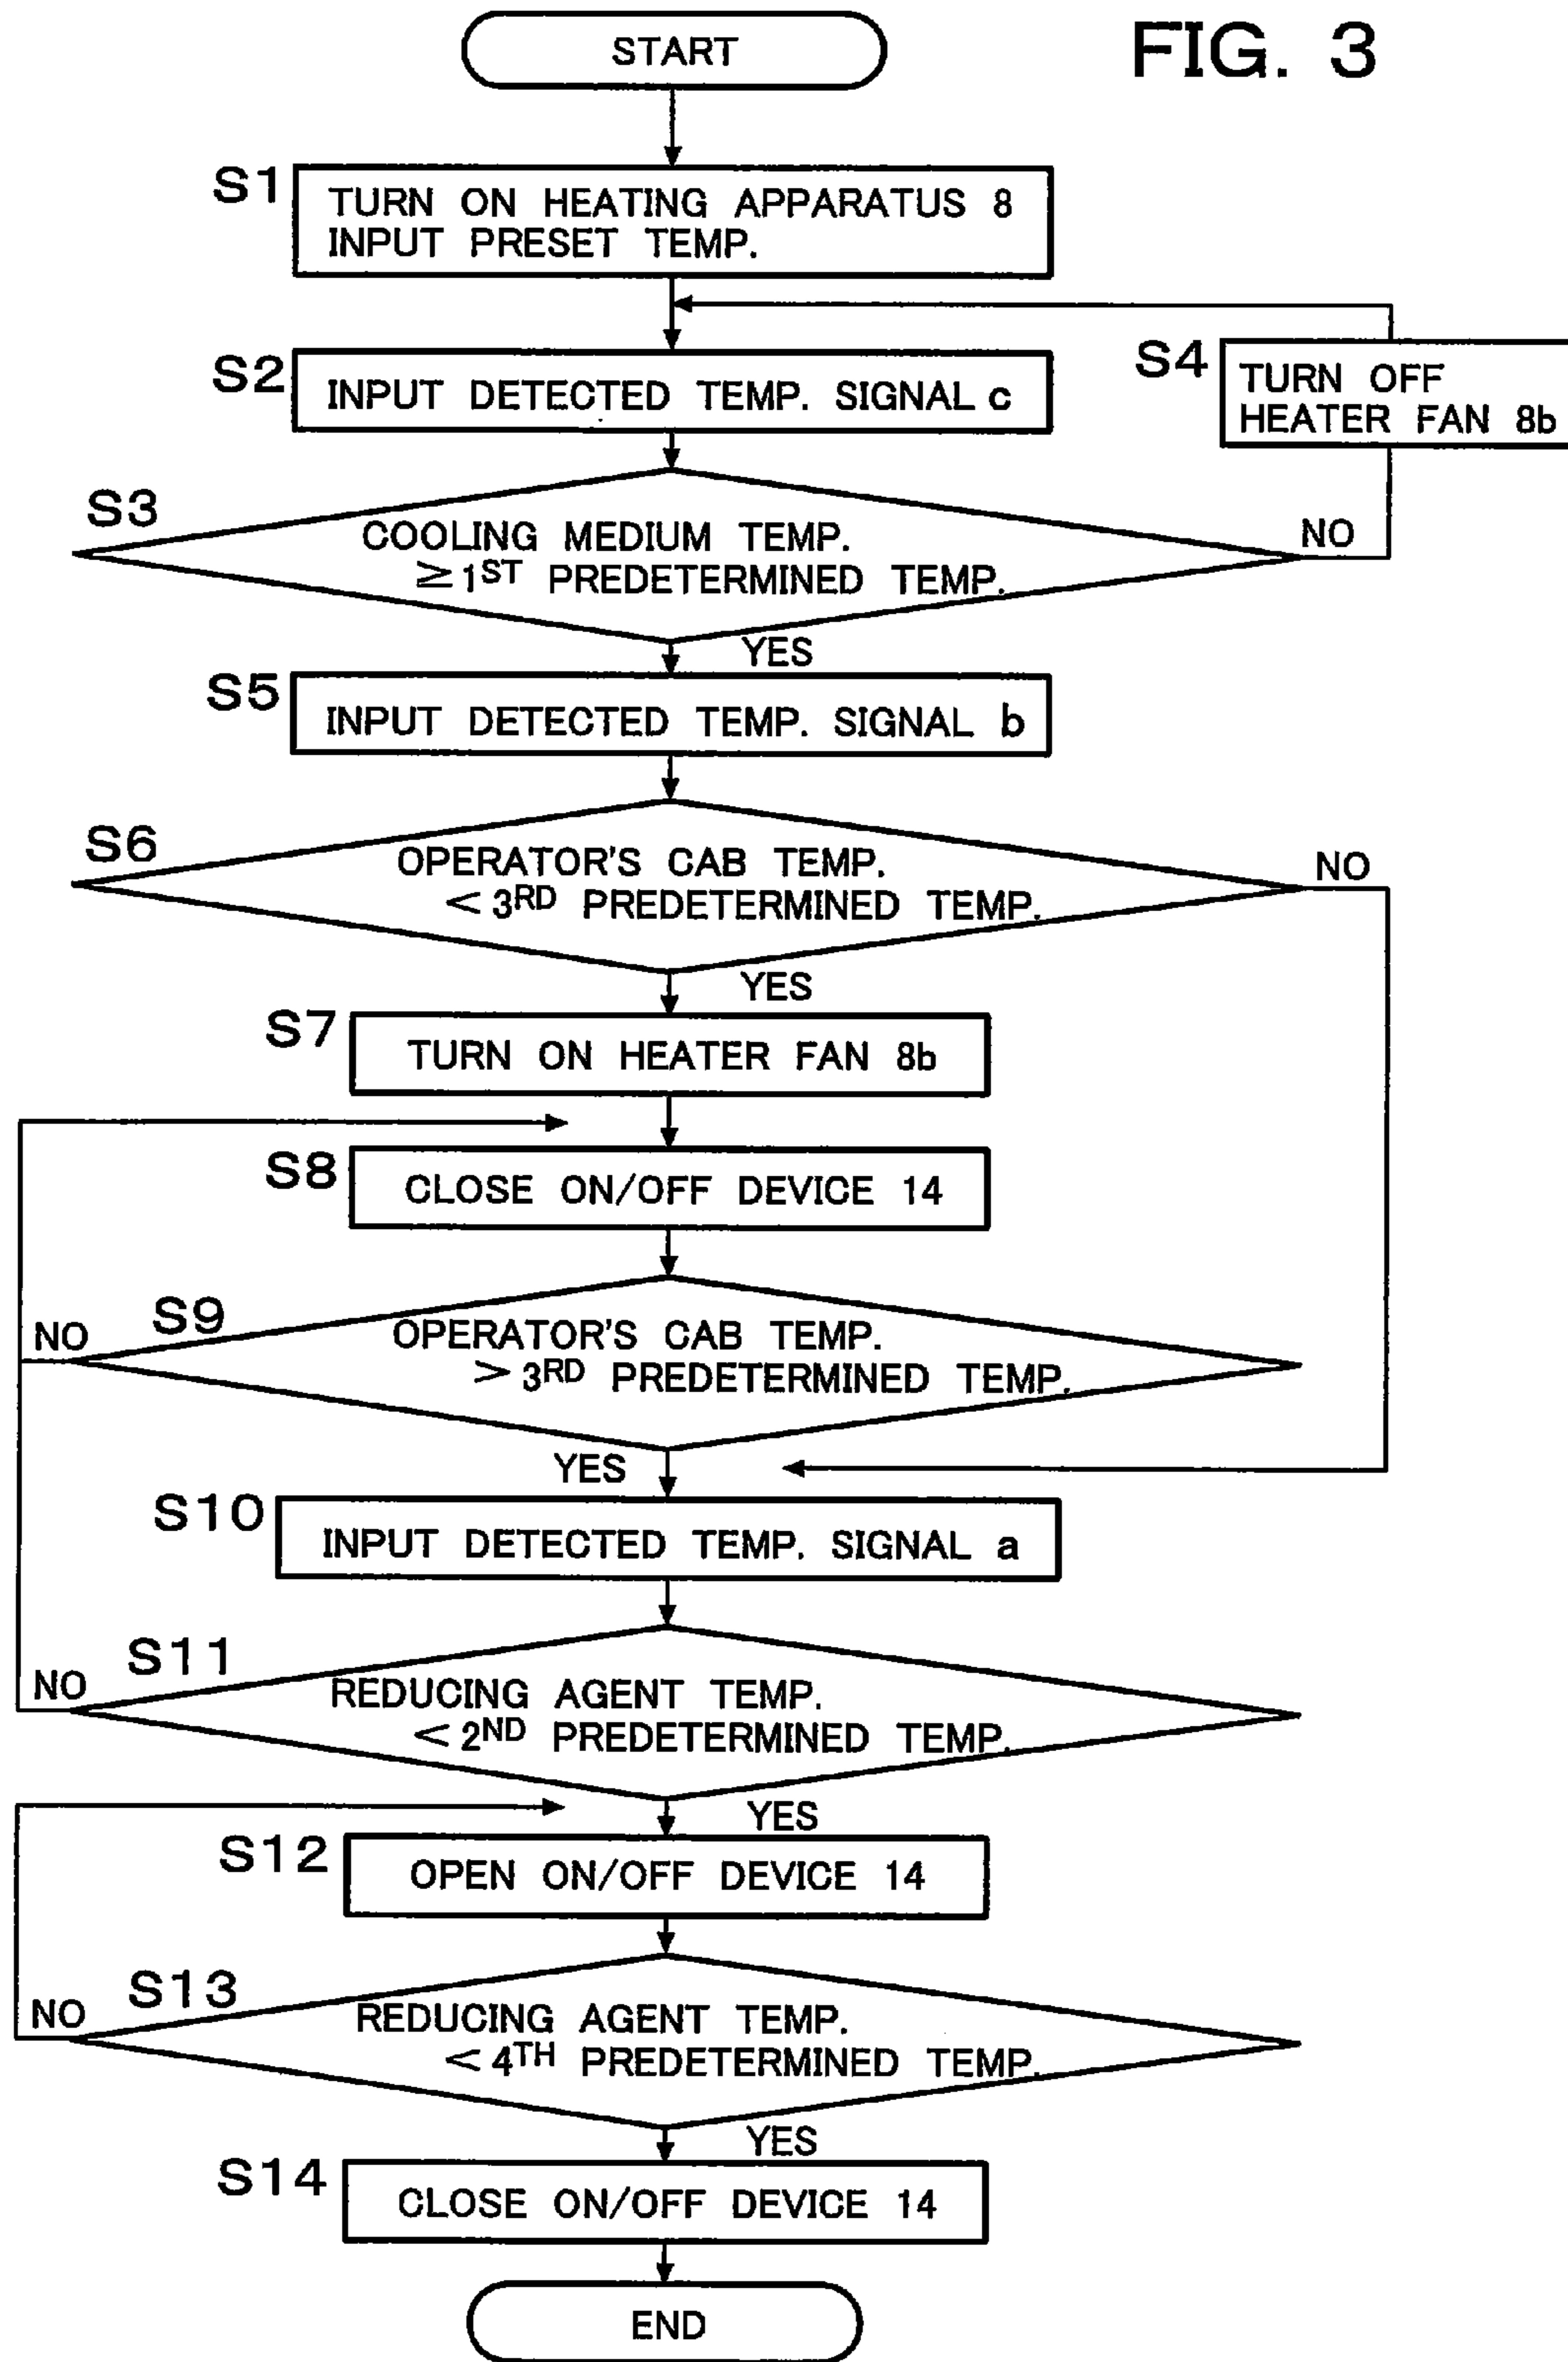 FIG. 3
START
S1
TURN ON HEATING APPARATUS 8
INPUT PRESET TEMP.
S2
INPUT DETECTED TEMP. SIGNAL c
S4
TURN OFF
HEATER FAN 8b
S3
COOLING MEDIUM TEMP.
≥ 1ST PREDETERMINED TEMP.
NO
YES
S5
INPUT DETECTED TEMP. SIGNAL b
S6
OPERATOR'S CAB TEMP.
< 3RD PREDETERMINED TEMP.
NO
YES
S7
TURN ON HEATER FAN 8b
S8
CLOSE ON/OFF DEVICE 14
S9
NO
OPERATOR'S CAB TEMP.
> 3RD PREDETERMINED TEMP.
YES
S10
INPUT DETECTED TEMP. SIGNAL a
S11
NO
REDUCING AGENT TEMP.
< 2ND PREDETERMINED TEMP.
YES
S12
OPEN ON/OFF DEVICE 14
S13
NO
REDUCING AGENT TEMP.
< 4TH PREDETERMINED TEMP.
YES
S14
CLOSE ON/OFF DEVICE 14
END